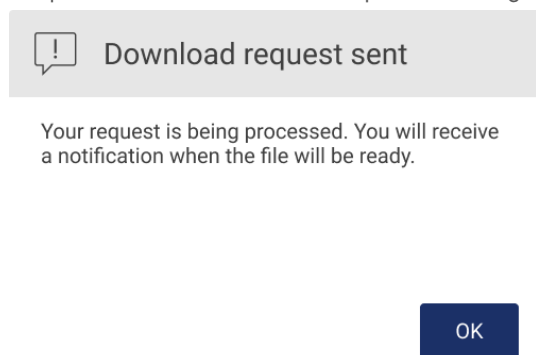 Download request sent
Your request is being processed. You will receive
a notification when the file will be ready.
OK